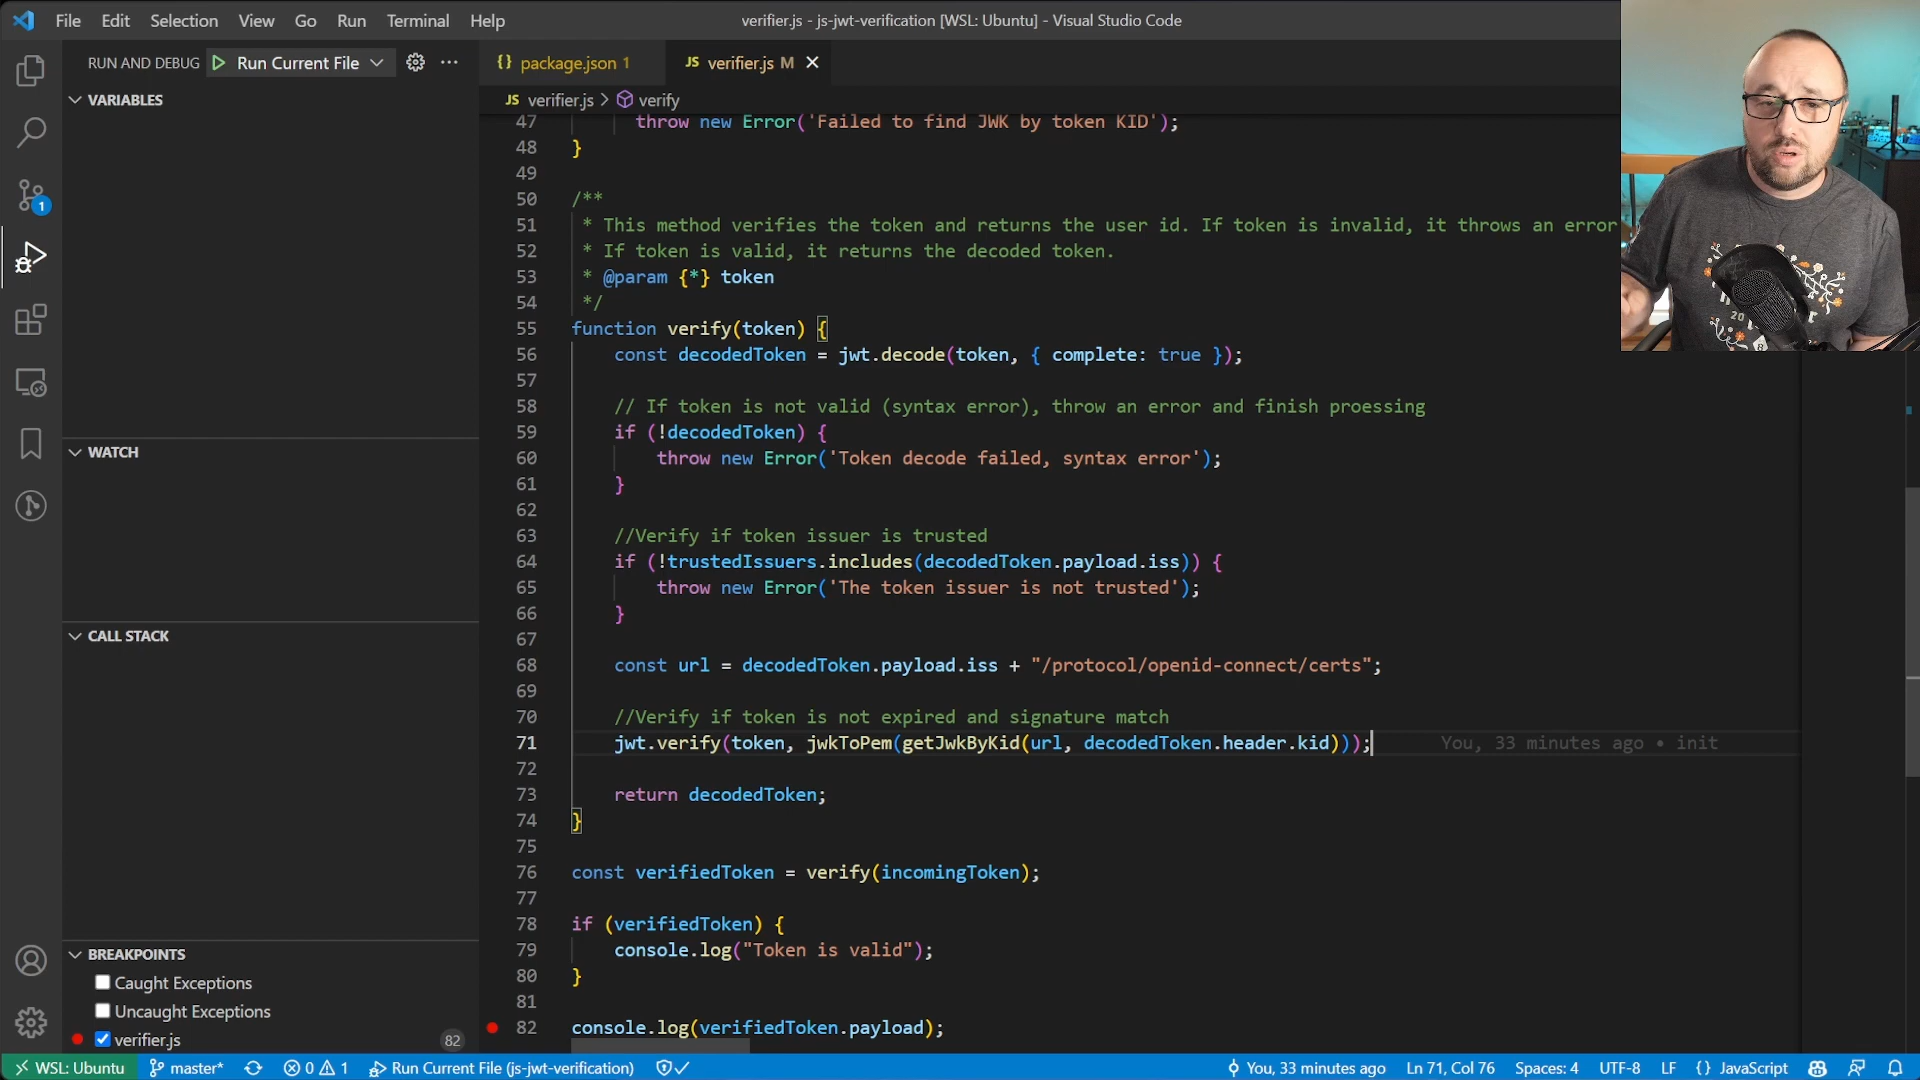 File Edit Selection View Go Run Terminal Help
verifier.js - js-jwt-verification [WSL: Ubuntu] - Visual Studio Code
RUN AND DEBUG Run Current File
package.json 1
JS verifier.js M
JS verifier.js > verify
VARIABLES
WATCH
CALL STACK
BREAKPOINTS
Caught Exceptions
Uncaught Exceptions
verifier.js 82
1
47 throw new Error('Failed to find JWK by token KID');
48 }
49
50 /**
51 * This method verifies the token and returns the user id. If token is invalid, it throws an error
52 * If token is valid, it returns the decoded token.
53 * @param {*} token
54 */
55 function verify(token) {
56 const decodedToken = jwt.decode(token, { complete: true });
57
58 // If token is not valid (syntax error), throw an error and finish proessing
59 if (!decodedToken) {
60 throw new Error('Token decode failed, syntax error');
61 }
62
63 //Verify if token issuer is trusted
64 if (!trustedIssuers.includes(decodedToken.payload.iss)) {
65 throw new Error('The token issuer is not trusted');
66 }
67
68 const url = decodedToken.payload.iss + "/protocol/openid-connect/certs";
69
70 //Verify if token is not expired and signature match
71 jwt.verify(token, jwkToPem(getJwkByKid(url, decodedToken.header.kid))); You, 33 minutes ago • init
72
73 return decodedToken;
74 }
75
76 const verifiedToken = verify(incomingToken);
77
78 if (verifiedToken) {
79 console.log("Token is valid");
80 }
81
82 console.log(verifiedToken.payload);
WSL: Ubuntu master* 0 1 Run Current File (js-jwt-verification) You, 33 minutes ago Ln 71, Col 76 Spaces: 4 UTF-8 LF {} JavaScript